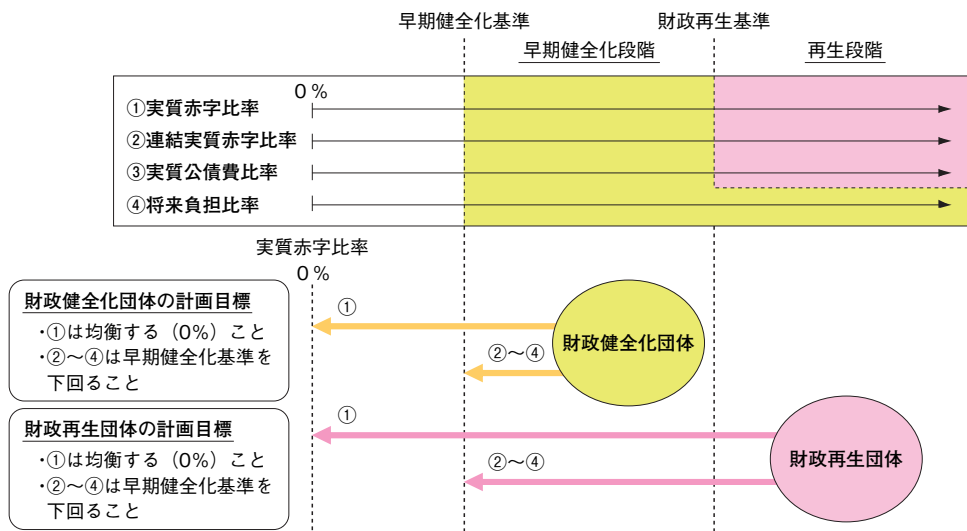 早期健全化基準
財政再生基準
早期健全化段階
再生段階
0%
①実質赤字比率
②連結実質赤字比率
③実質公債費比率
④将来負担比率
実質赤字比率
0%
財政健全化団体の計画目標
・①は均衡する（0%）こと
・②～④は早期健全化基準を
下回ること
①
②～④
財政健全化団体
財政再生団体の計画目標
・①は均衡する（0%）こと
・②～④は早期健全化基準を
下回ること
①
②～④
財政再生団体